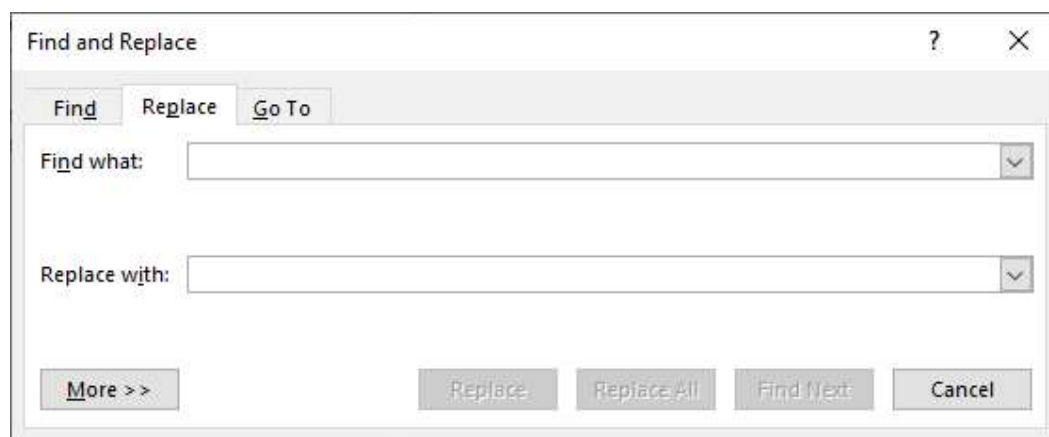 Find and Replace ? X
Find Replace Go To
Find what:
Replace with:
More >> Replace Replace All Find Next Cancel